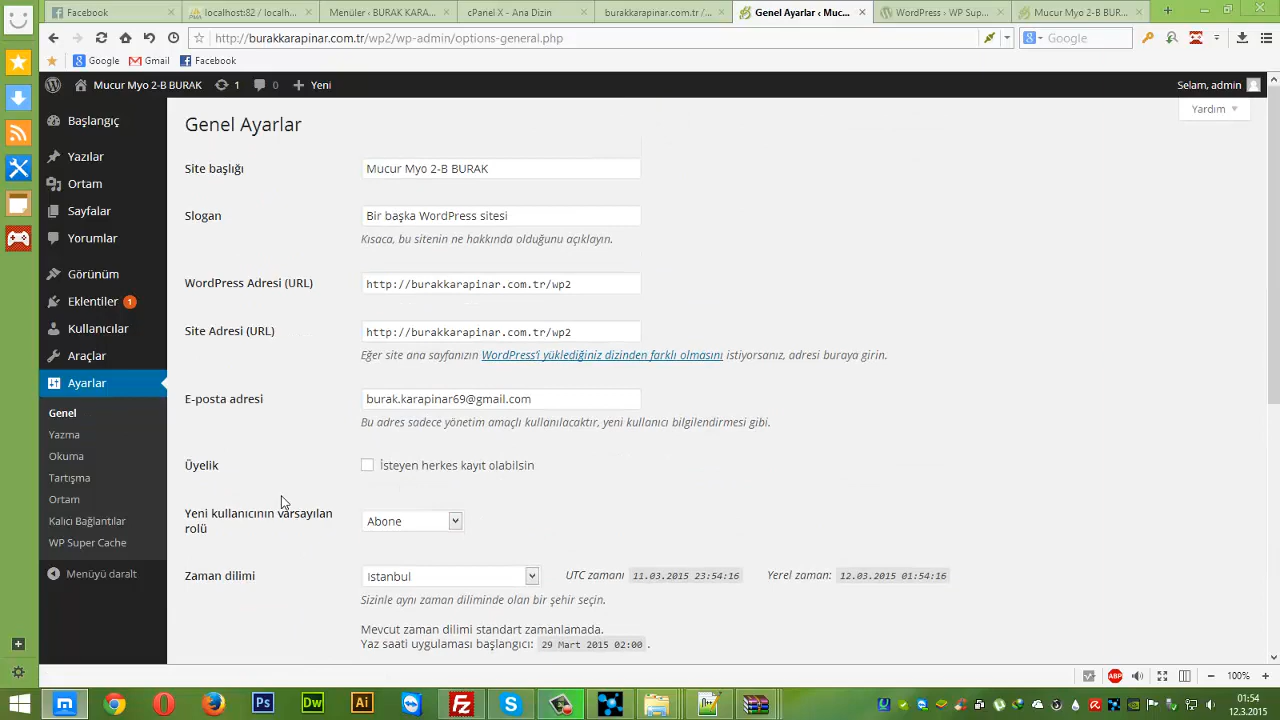 Facebook
localhost:82 / localh...
Menüler ‹ BURAK KARA...
cPanel X - Ana Dizin
burakkarapinar.com.tr / ...
Genel Ayarlar ‹ Muc...
WordPress › WP Sup...
Mucur Myo 2-B BUR...
http://burakkarapinar.com.tr/wp2/wp-admin/options-general.php
Google
Google
Gmail
Facebook
Mucur Myo 2-B BURAK
1
0
Yeni
Selam, admin
Yardım
Başlangıç
Yazılar
Ortam
Sayfalar
Yorumlar
Görünüm
Eklentiler 1
Kullanıcılar
Araçlar
Ayarlar
Genel
Yazma
Okuma
Tartışma
Ortam
Kalıcı Bağlantılar
WP Super Cache
Menüyü daralt
Genel Ayarlar
Site başlığı
Mucur Myo 2-B BURAK
Slogan
Bir başka WordPress sitesi
Kısaca, bu sitenin ne hakkında olduğunu açıklayın.
WordPress Adresi (URL)
http://burakkarapinar.com.tr/wp2
Site Adresi (URL)
http://burakkarapinar.com.tr/wp2
Eğer site ana sayfanızın WordPress'i yüklediğiniz dizinden farklı olmasını istiyorsanız, adresi buraya girin.
E-posta adresi
burak.karapinar69@gmail.com
Bu adres sadece yönetim amaçlı kullanılacaktır, yeni kullanıcı bilgilendirmesi gibi.
Üyelik
İsteyen herkes kayıt olabilsin
Yeni kullanıcının varsayılan
rolü
Abone
Zaman dilimi
Istanbul
UTC zamanı 11.03.2015 23:54:16
Yerel zaman: 12.03.2015 01:54:16
Sizinle aynı zaman diliminde olan bir şehir seçin.
Mevcut zaman dilimi standart zamanlamada.
Yaz saati uygulaması başlangıcı: 29 Mart 2015 02:00 .
ABP
100%
Ps
Dw
Ai
Fz
S
01:54
12.3.2015